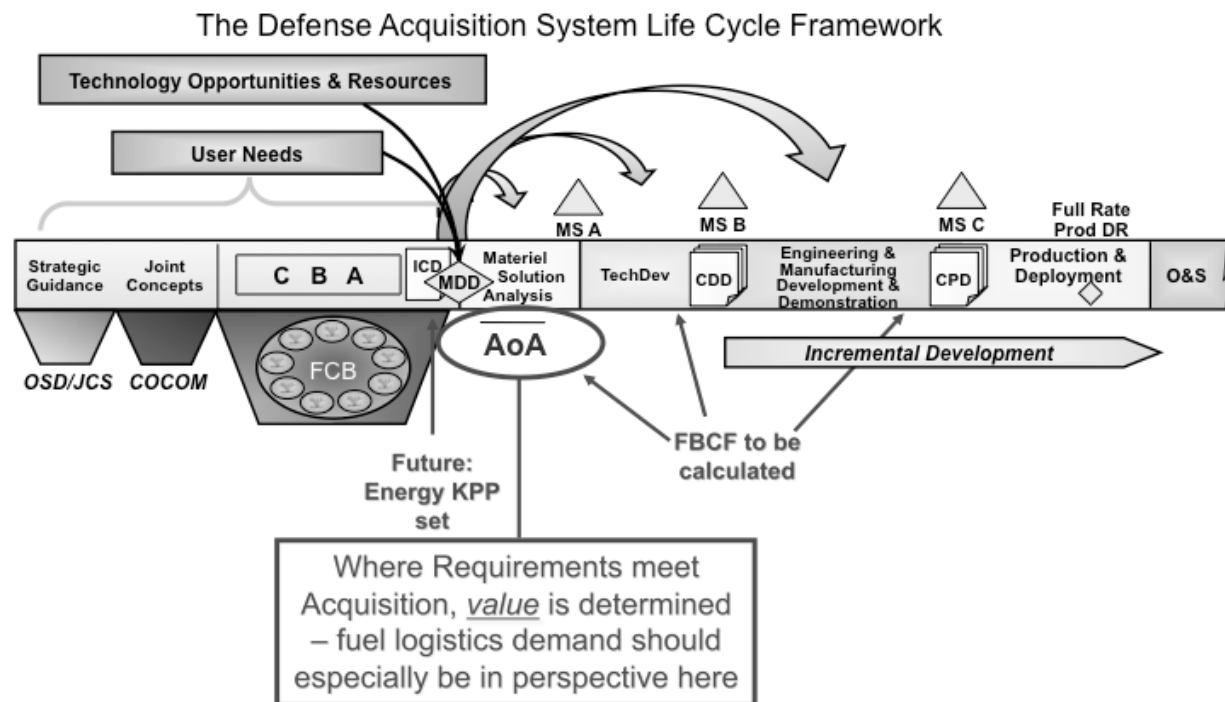 The Defense Acquisition System Life Cycle Framework
Technology Opportunities & Resources
User Needs
MS A
MS B
MS C
Full Rate
Prod DR
Strategic
Guidance
Joint
Concepts
C B A
ICD
MDD
Materiel
Solution
Analysis
TechDev
CDD
Engineering &
Manufacturing
Development &
Demonstration
CPD
Production &
Deployment
O&S
OSD/JCS
COCOM
FCB
AoA
Incremental Development
Future:
Energy KPP
set
FBCF to be
calculated
Where Requirements meet
Acquisition, value is determined
– fuel logistics demand should
especially be in perspective here